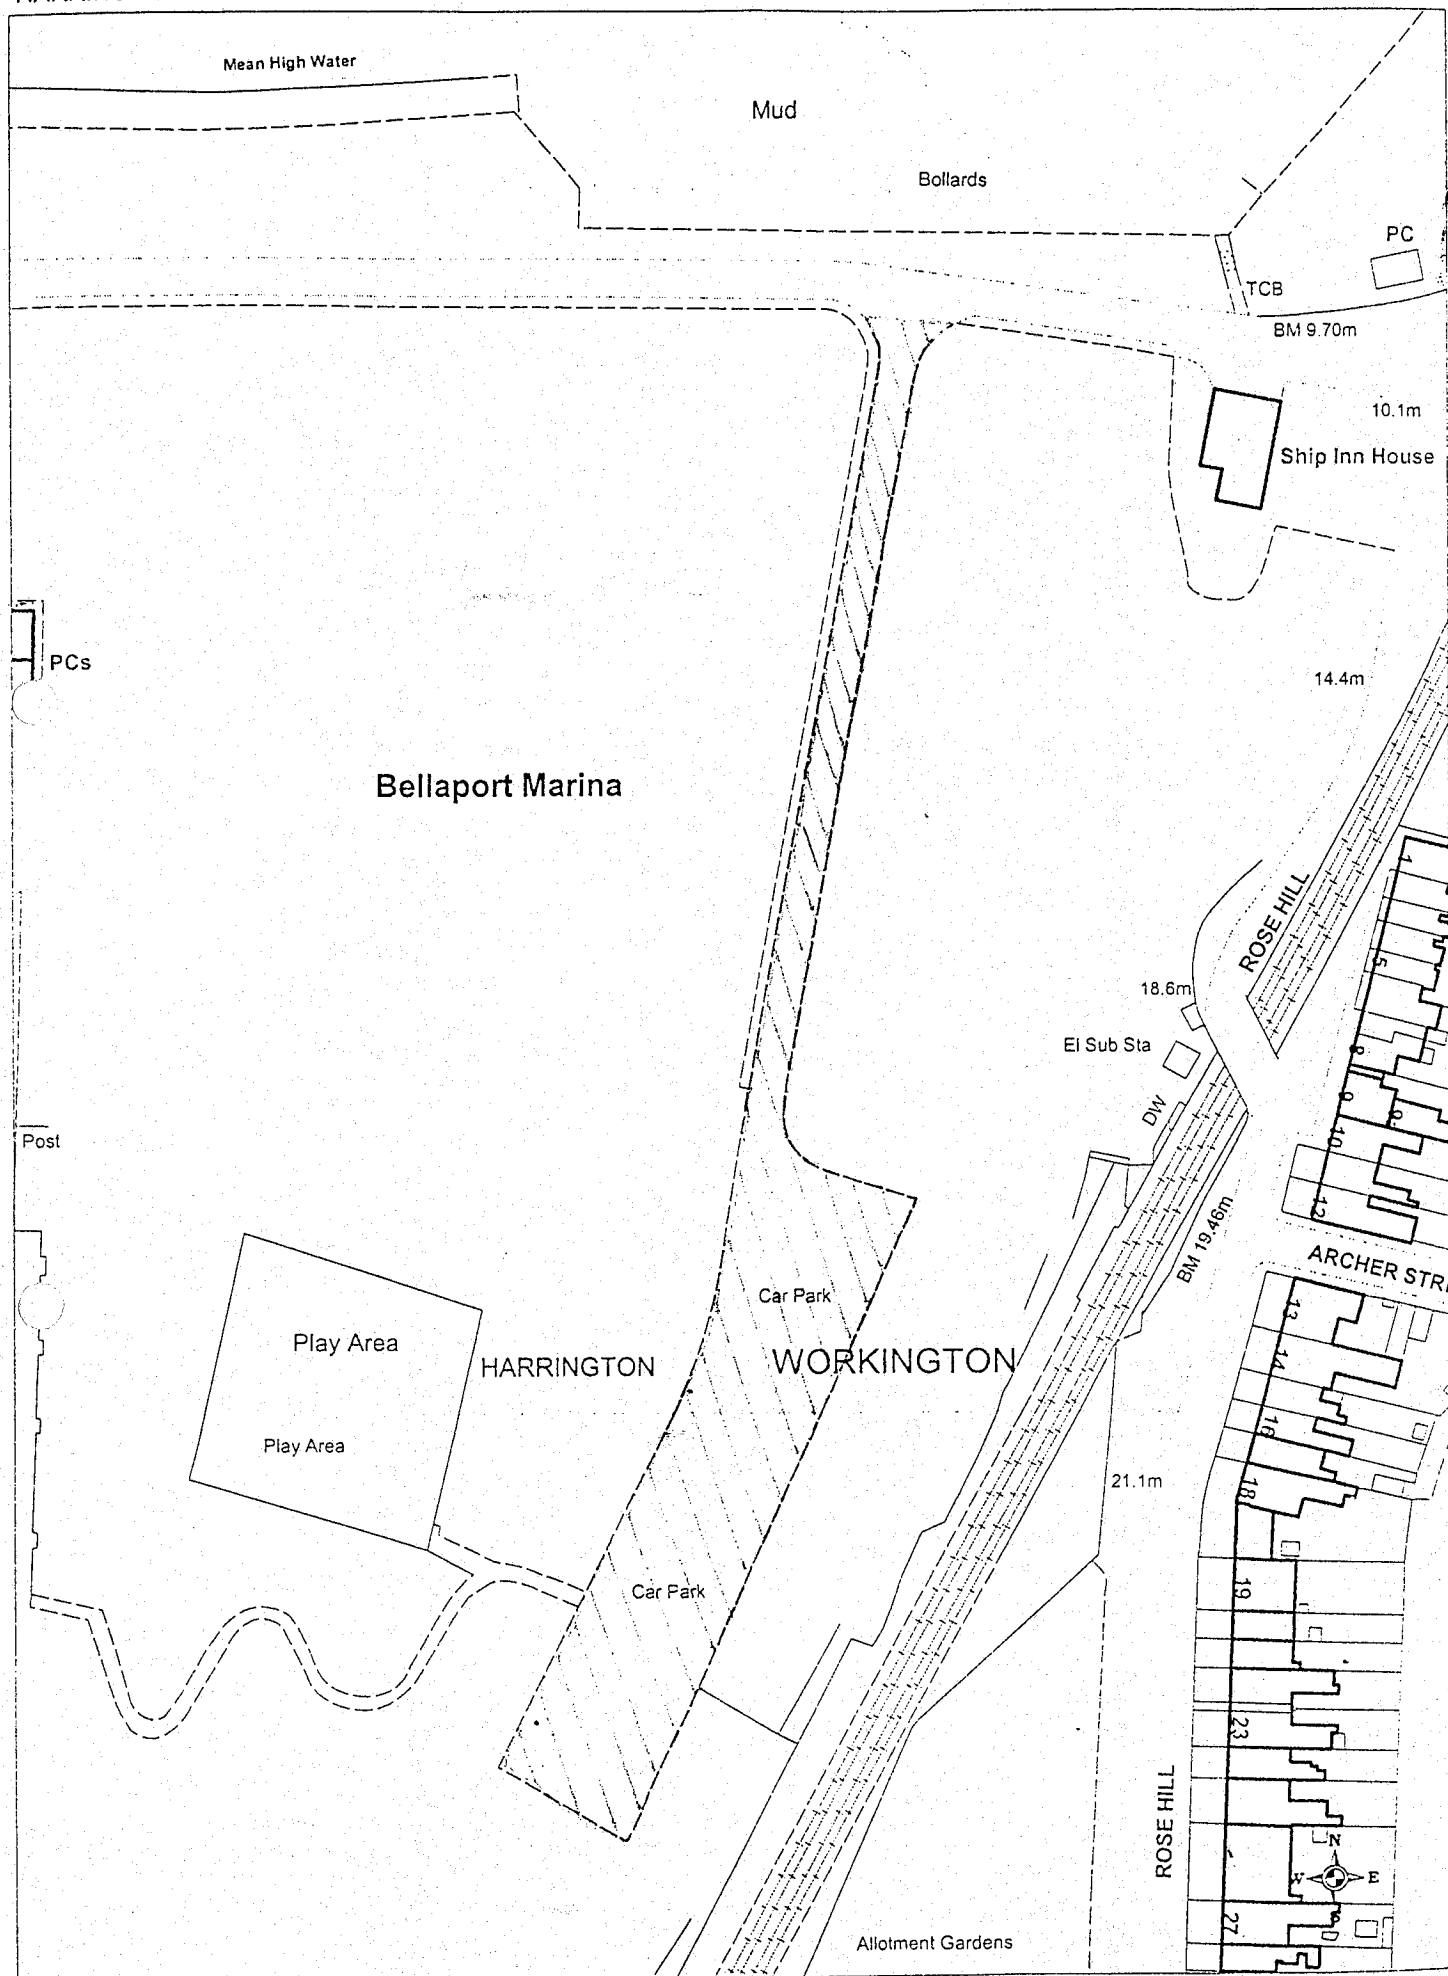 Mean High Water
Mud
Bollards
PC
TCB
BM 9.70m
10.1m
Ship Inn House
14.4m
PCs
Bellaport Marina
1
ROSE HILL
5
18.6m
El Sub Sta
8
9
9
DW
10
Post
12
BM 19.46m
ARCHER STR
Car Park
13
Play Area
HARRINGTON
WORKINGTON
14
Play Area
16
21.1m
18
Car Park
19
23
ROSE HILL
N
W
E
S
27
Allotment Gardens